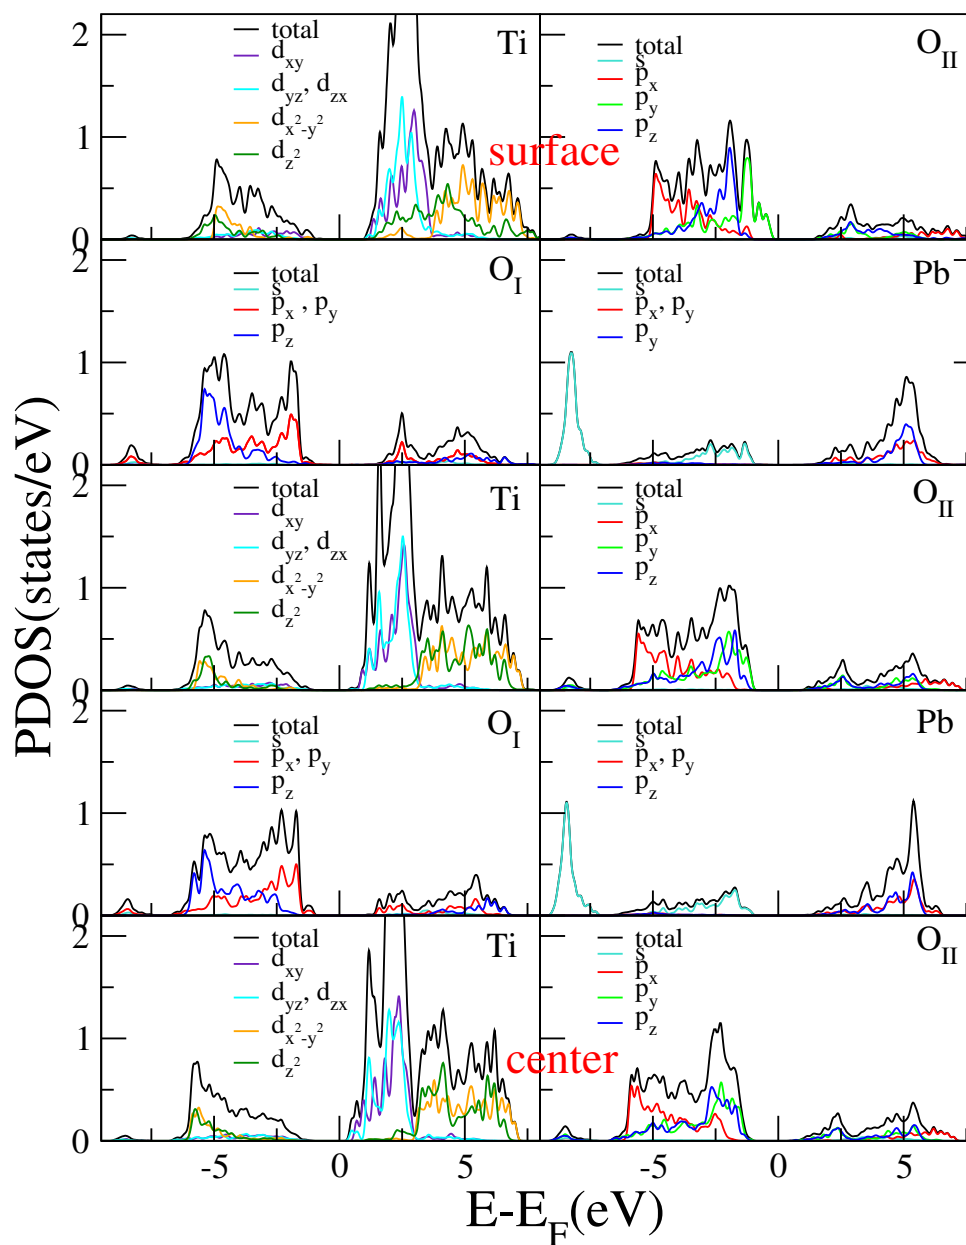 PDOS(states/eV)
2
1
0
total
d_xy
d_yz, d_zx
d_x²-y²
d_z²
Ti
surface
total
s
p_x
p_y
p_z
O_II
2
1
0
total
s
p_x , p_y
p_z
O_I
total
s
p_x, p_y
p_y
Pb
2
1
0
total
d_xy
d_yz, d_zx
d_x²-y²
d_z²
Ti
total
s
p_x
p_y
p_z
O_II
2
1
0
total
s
p_x, p_y
p_z
O_I
total
s
p_x, p_y
p_z
Pb
2
1
0
total
d_xy
d_yz, d_zx
d_x²-y²
d_z²
Ti
center
total
s
p_x
p_y
p_z
O_II
-5 0 5 -5 0 5
E-E_F(eV)